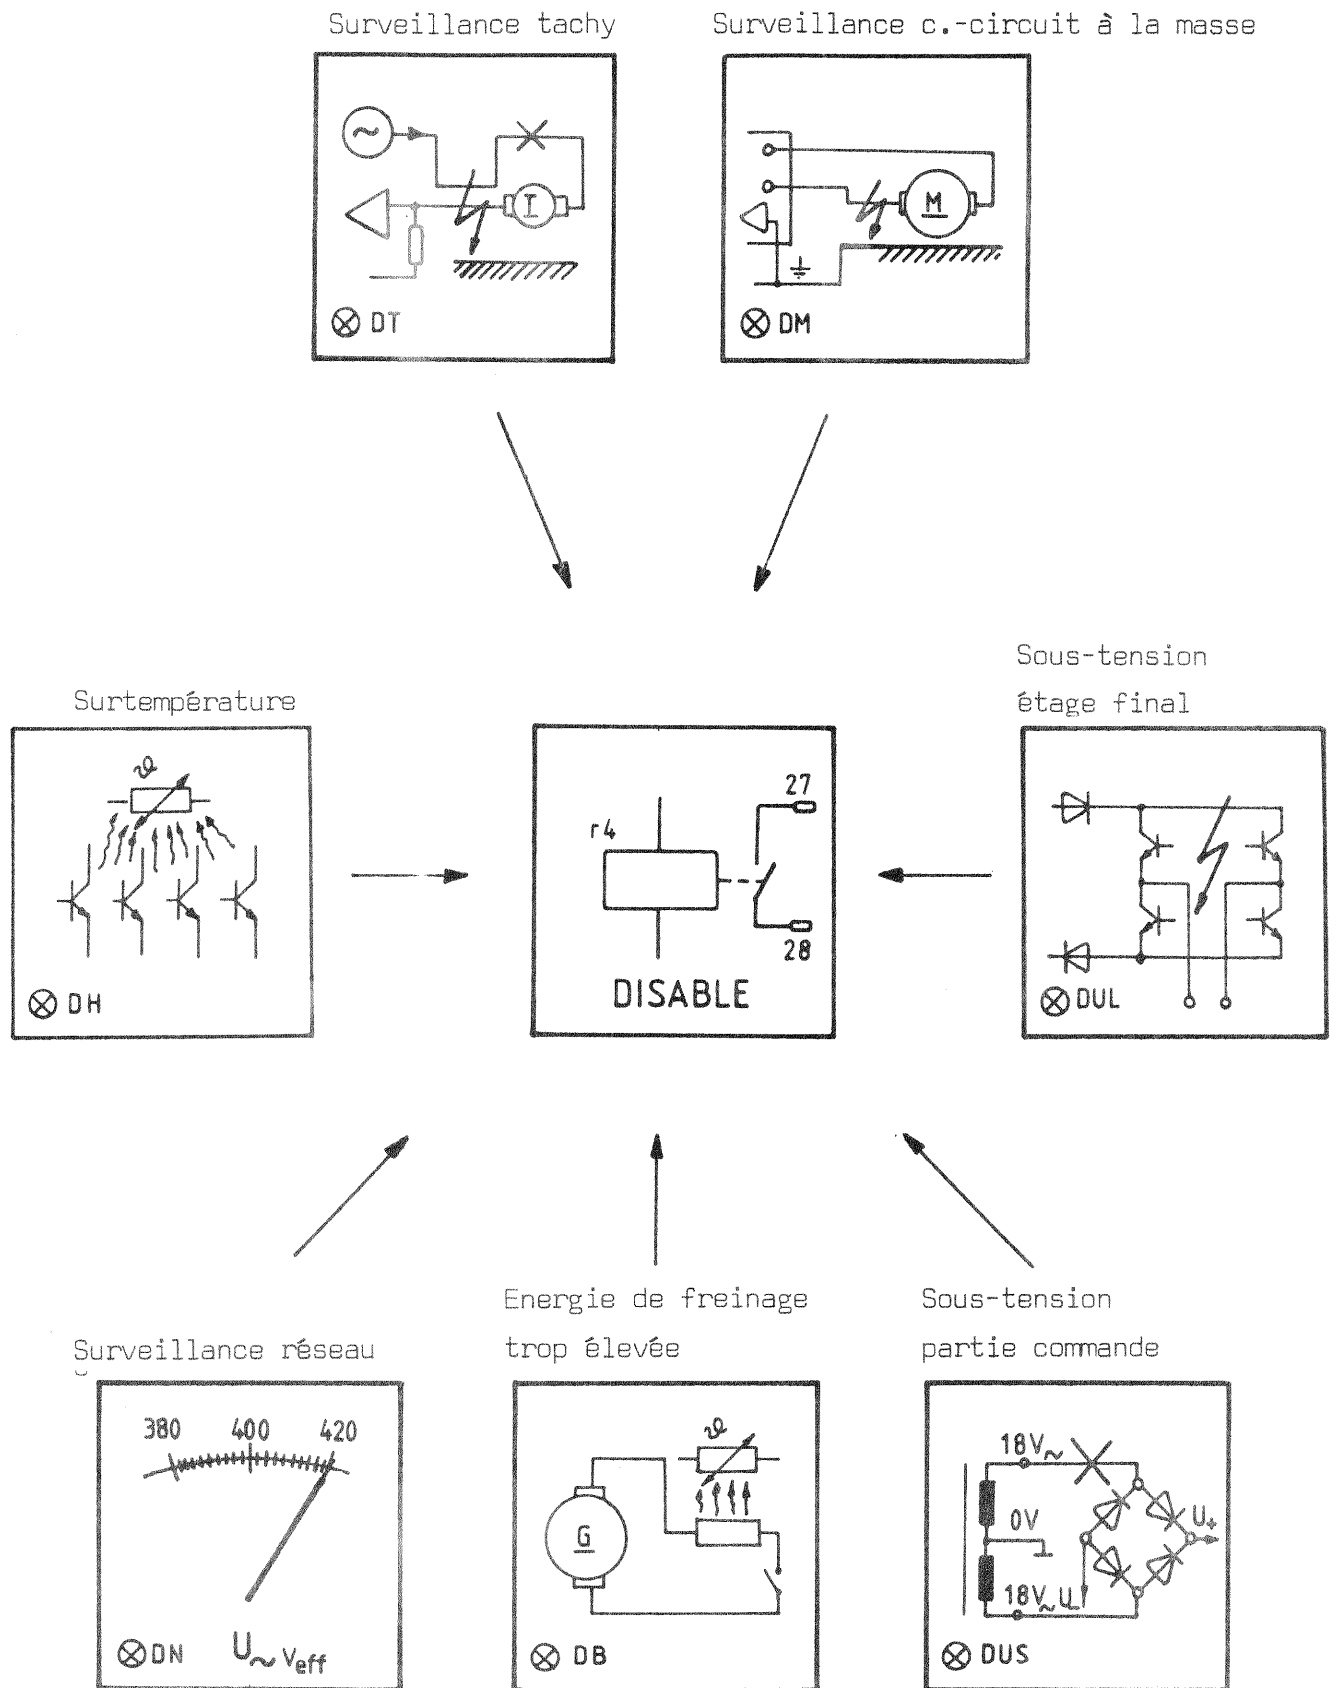 Surveillance tachy
Surveillance c.-circuit à la masse
T
DT
M
DM
Surtempérature
ϑ
DH
r4
27
28
DISABLE
Sous-tension
étage final
DUL
Surveillance réseau
380 400 420
DN U~ Veff
Energie de freinage
trop élevée
ϑ
G
DB
Sous-tension
partie commande
18V~
0V
U+
18V~ U-
DUS